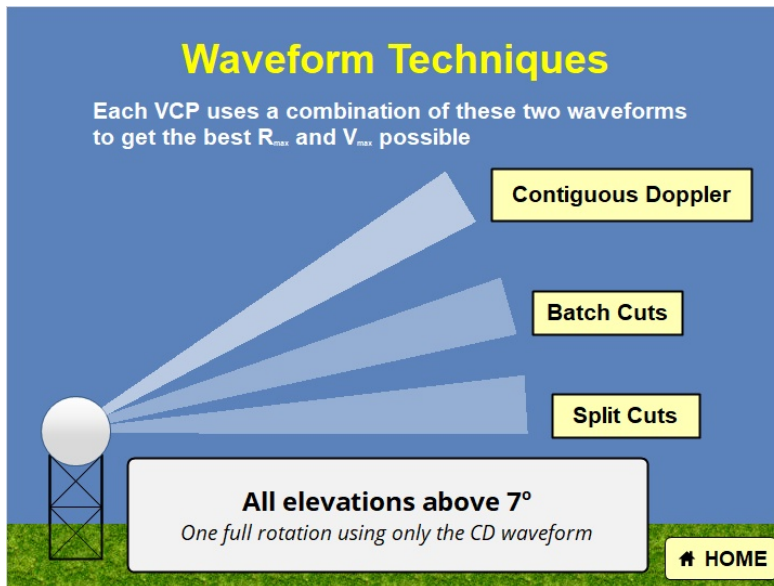 Waveform Techniques
Each VCP uses a combination of these two waveforms
to get the best Rmax and Vmax possible
Contiguous Doppler
Batch Cuts
Split Cuts
All elevations above 7º
One full rotation using only the CD waveform
HOME